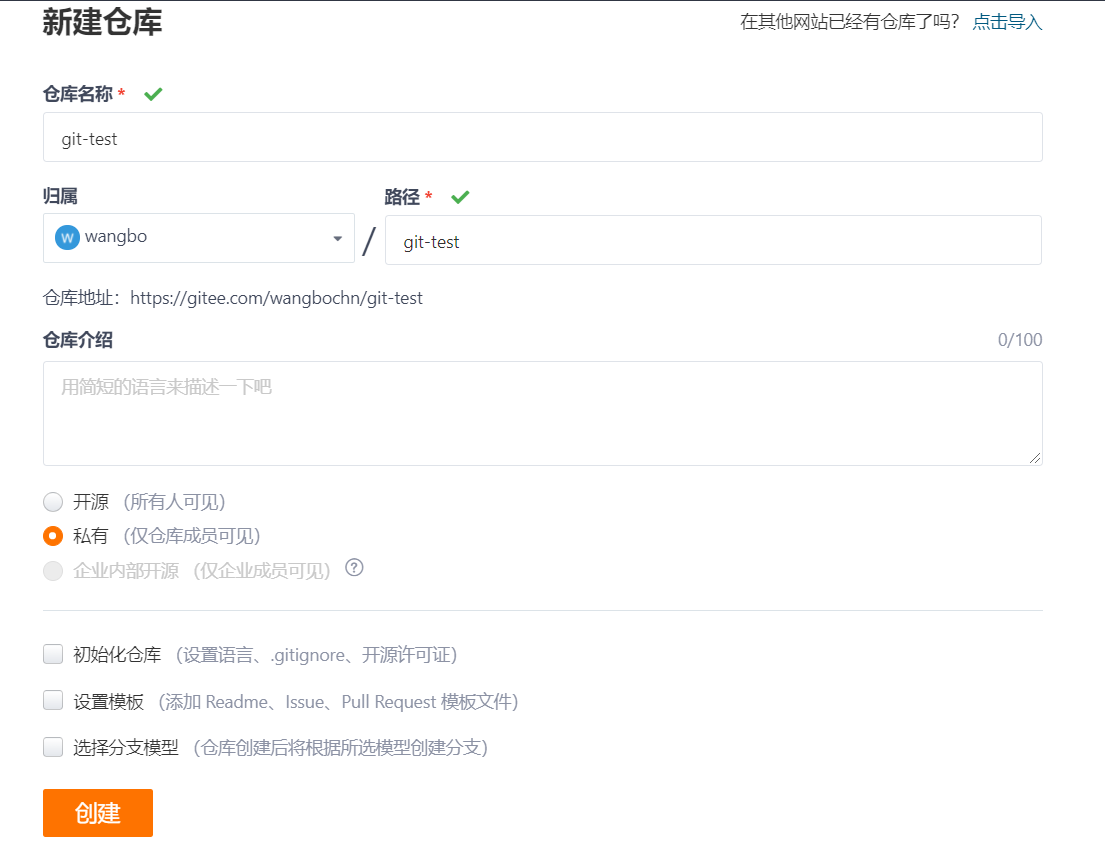 新建仓库
在其他网站已经有仓库了吗? 点击导入
仓库名称 *
git-test
归属
路径 *
W wangbo
/
git-test
仓库地址：https://gitee.com/wangbochn/git-test
仓库介绍
0/100
用简短的语言来描述一下吧
开源 （所有人可见）
私有 （仅仓库成员可见）
企业内部开源 （仅企业成员可见） ?
初始化仓库 （设置语言、.gitignore、开源许可证）
设置模板 （添加 Readme、Issue、Pull Request 模板文件）
选择分支模型 （仓库创建后将根据所选模型创建分支）
创建